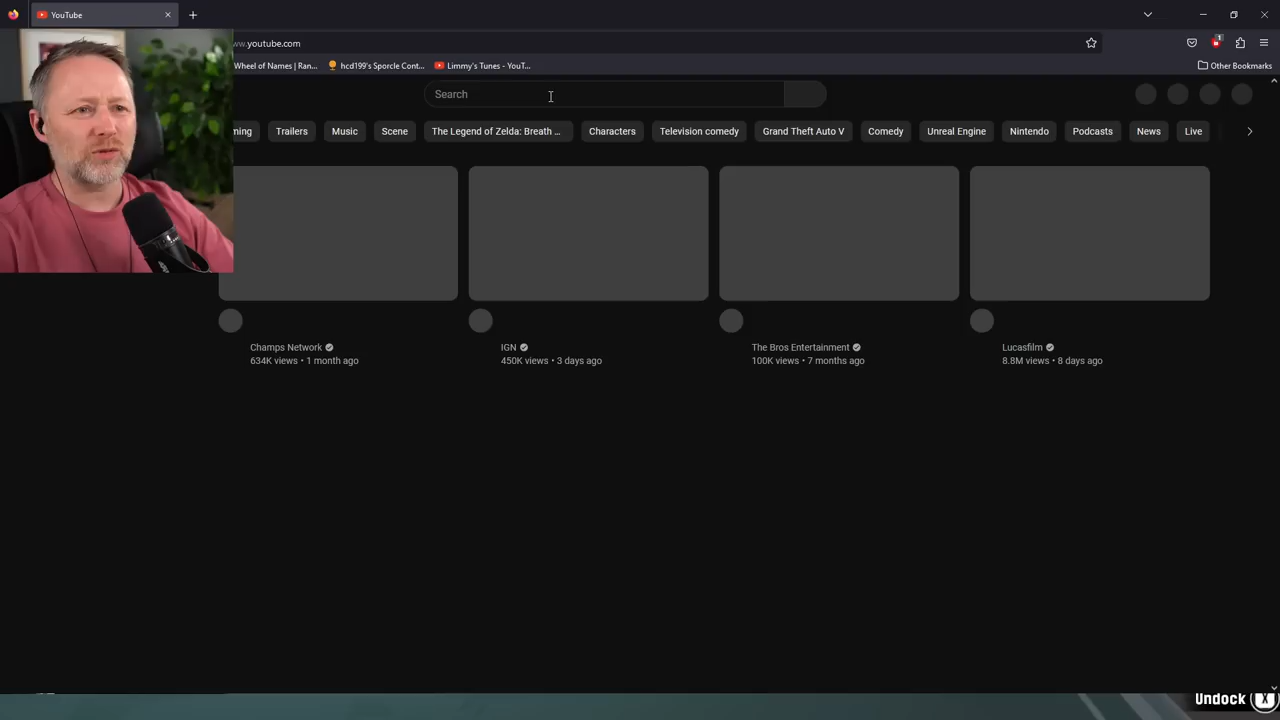 YouTube
ww.youtube.com
1
Wheel of Names | Ran...
hcd199's Sporcle Cont...
Limmy's Tunes - YouT...
Other Bookmarks
Search
ming
Trailers
Music
Scene
The Legend of Zelda: Breath ...
Characters
Television comedy
Grand Theft Auto V
Comedy
Unreal Engine
Nintendo
Podcasts
News
Live
Champs Network
634K views • 1 month ago
IGN
450K views • 3 days ago
The Bros Entertainment
100K views • 7 months ago
Lucasfilm
8.8M views • 8 days ago
Undock X